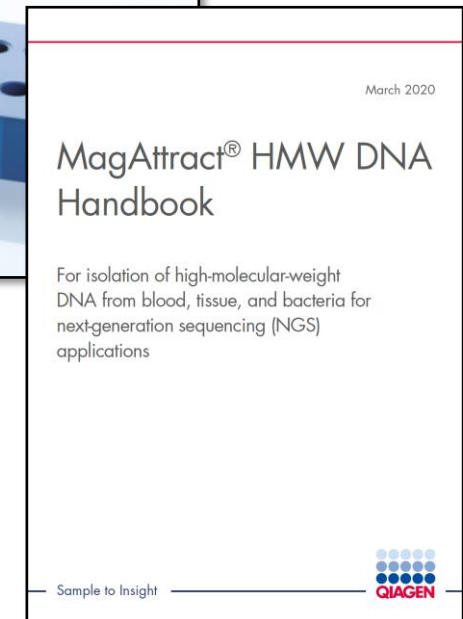 March 2020
MagAttract® HMW DNA
Handbook
For isolation of high-molecular-weight
DNA from blood, tissue, and bacteria for
next-generation sequencing (NGS)
applications
Sample to Insight
QIAGEN